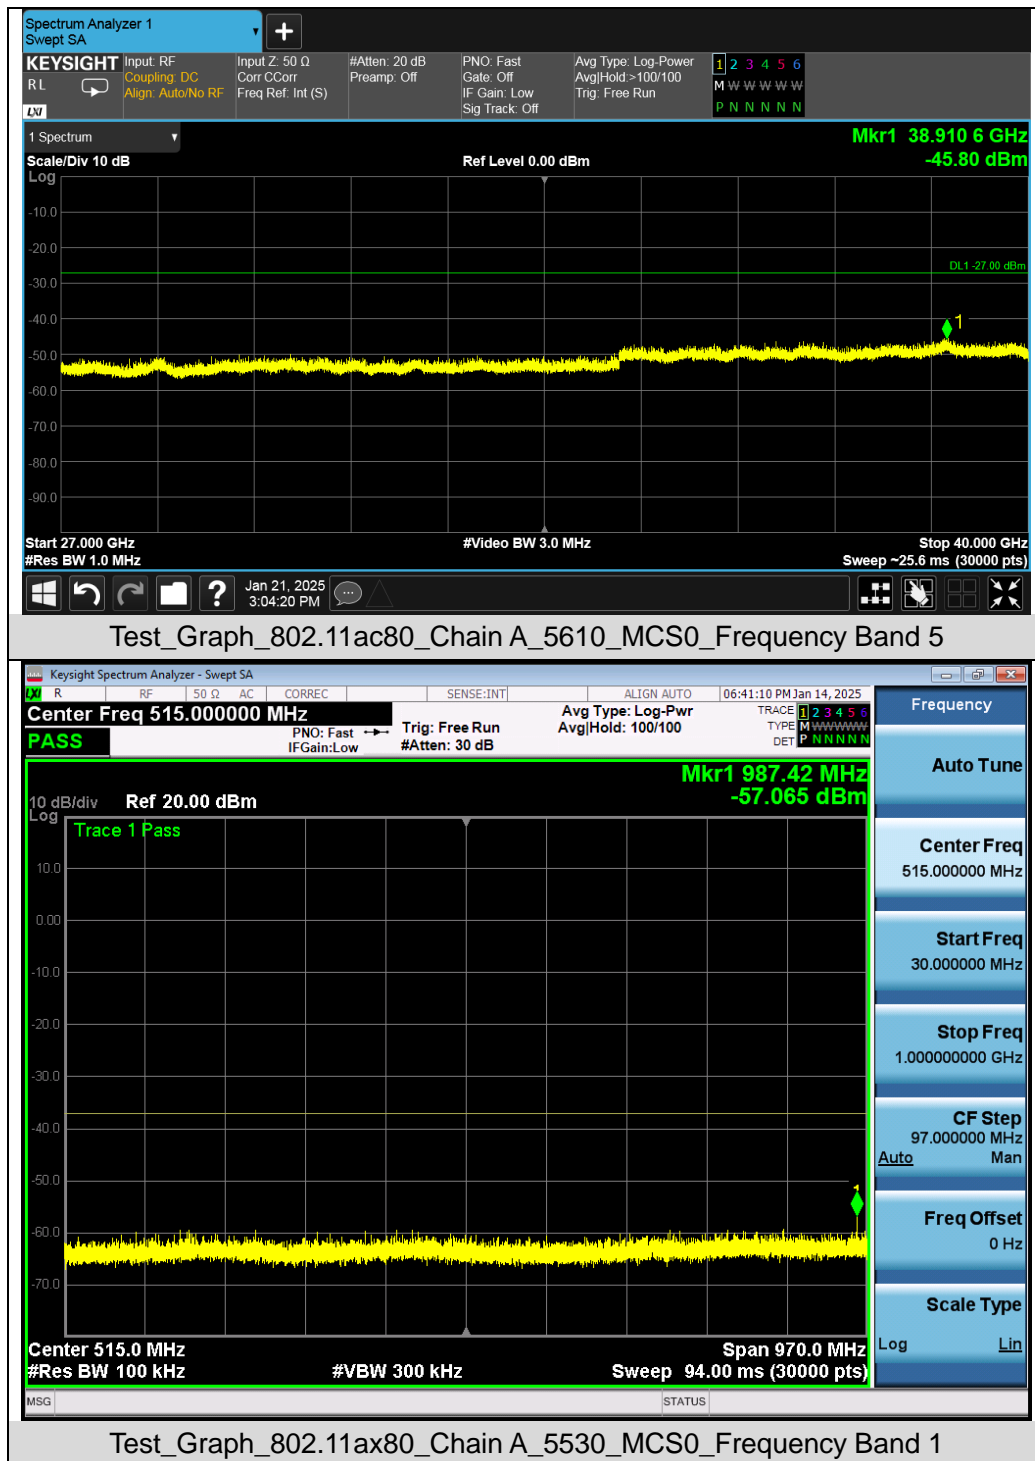 Spectrum Analyzer 1
Swept SA
KEYSIGHT
RL
LXI
Input: RF
Coupling: DC
Align: Auto/No RF
Input Z: 50 Ω
Corr CCorr
Freq Ref: Int (S)
#Atten: 20 dB
Preamp: Off
PNO: Fast
Gate: Off
IF Gain: Low
Sig Track: Off
Avg Type: Log-Power
Avg|Hold:>100/100
Trig: Free Run
1 2 3 4 5 6
M W W W W W
P N N N N N
1 Spectrum
Mkr1 38.910 6 GHz
Scale/Div 10 dB
Ref Level 0.00 dBm
-45.80 dBm
Log
-10.0
-20.0
DL1 -27.00 dBm
-30.0
-40.0
1
-50.0
-60.0
-70.0
-80.0
-90.0
Start 27.000 GHz
#Video BW 3.0 MHz
Stop 40.000 GHz
#Res BW 1.0 MHz
Sweep ~25.6 ms (30000 pts)
?
Jan 21, 2025
3:04:20 PM
Test_Graph_802.11ac80_Chain A_5610_MCS0_Frequency Band 5
Keysight Spectrum Analyzer - Swept SA
LXI R RF 50 Ω AC CORREC SENSE:INT ALIGN AUTO 06:41:10 PM Jan 14, 2025
Center Freq 515.000000 MHz
PASS
PNO: Fast
IFGain:Low
Trig: Free Run
#Atten: 30 dB
Avg Type: Log-Pwr
Avg|Hold: 100/100
TRACE 1 2 3 4 5 6
TYPE M W W W W W
DET P N N N N N
Frequency
Mkr1 987.42 MHz
-57.065 dBm
10 dB/div Ref 20.00 dBm
Log
Trace 1 Pass
10.0
0.00
-10.0
-20.0
-30.0
-40.0
-50.0
1
-60.0
-70.0
Center 515.0 MHz
Span 970.0 MHz
#Res BW 100 kHz
#VBW 300 kHz
Sweep 94.00 ms (30000 pts)
Auto Tune
Center Freq
515.000000 MHz
Start Freq
30.000000 MHz
Stop Freq
1.000000000 GHz
CF Step
97.000000 MHz
Auto Man
Freq Offset
0 Hz
Scale Type
Log Lin
MSG
STATUS
Test_Graph_802.11ax80_Chain A_5530_MCS0_Frequency Band 1